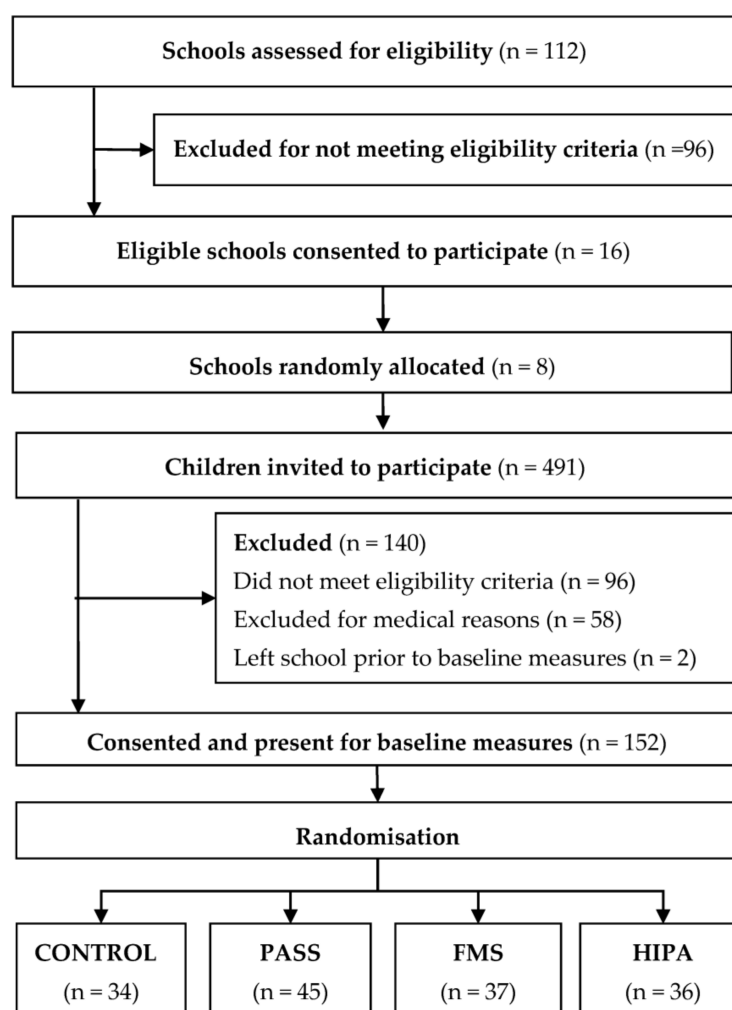 Schools assessed for eligibility (n = 112)
Excluded for not meeting eligibility criteria (n =96)
Eligible schools consented to participate (n = 16)
Schools randomly allocated (n = 8)
Children invited to participate (n = 491)
Excluded (n = 140)
Did not meet eligibility criteria (n = 96)
Excluded for medical reasons (n = 58)
Left school prior to baseline measures (n = 2)
Consented and present for baseline measures (n = 152)
Randomisation
CONTROL
(n = 34)
PASS
(n = 45)
FMS
(n = 37)
HIPA
(n = 36)